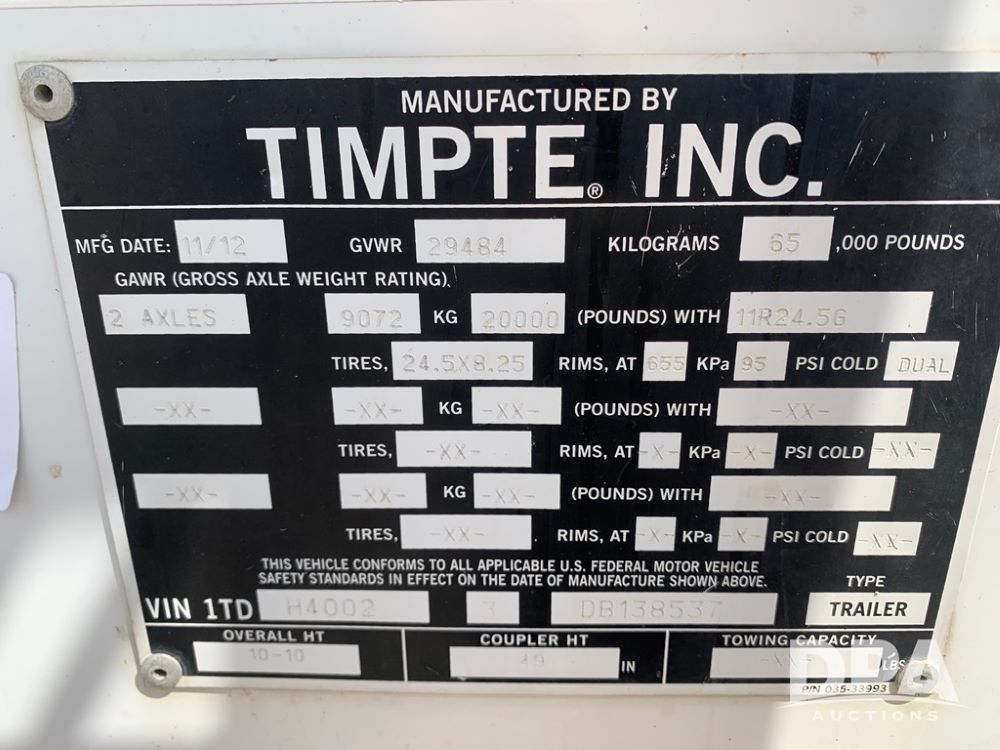 MANUFACTURED BY
TIMPTE® INC.
MFG DATE: 11/12 GVWR 29484 KILOGRAMS 65 ,000 POUNDS
GAWR (GROSS AXLE WEIGHT RATING).
2 AXLES 9072 KG 20000 (POUNDS) WITH 11R24.5G
TIRES, 24.5X8.25 RIMS, AT 655 KPa 95 PSI COLD DUAL
-XX- -XX- KG -XX- (POUNDS) WITH -XX-
TIRES, -XX- RIMS, AT -X- KPa -X- PSI COLD -XX-
-XX- -XX- KG -XX- (POUNDS) WITH -XX-
TIRES, -XX- RIMS, AT -X- KPa -X- PSI COLD -XX-
THIS VEHICLE CONFORMS TO ALL APPLICABLE U.S. FEDERAL MOTOR VEHICLE
SAFETY STANDARDS IN EFFECT ON THE DATE OF MANUFACTURE SHOWN ABOVE.
TYPE
VIN 1TD H4002 3 DB138537 TRAILER
OVERALL HT COUPLER HT TOWING CAPACITY
10-10 49 IN -XX- LBS
P/N 035-33993
DPA
AUCTIONS